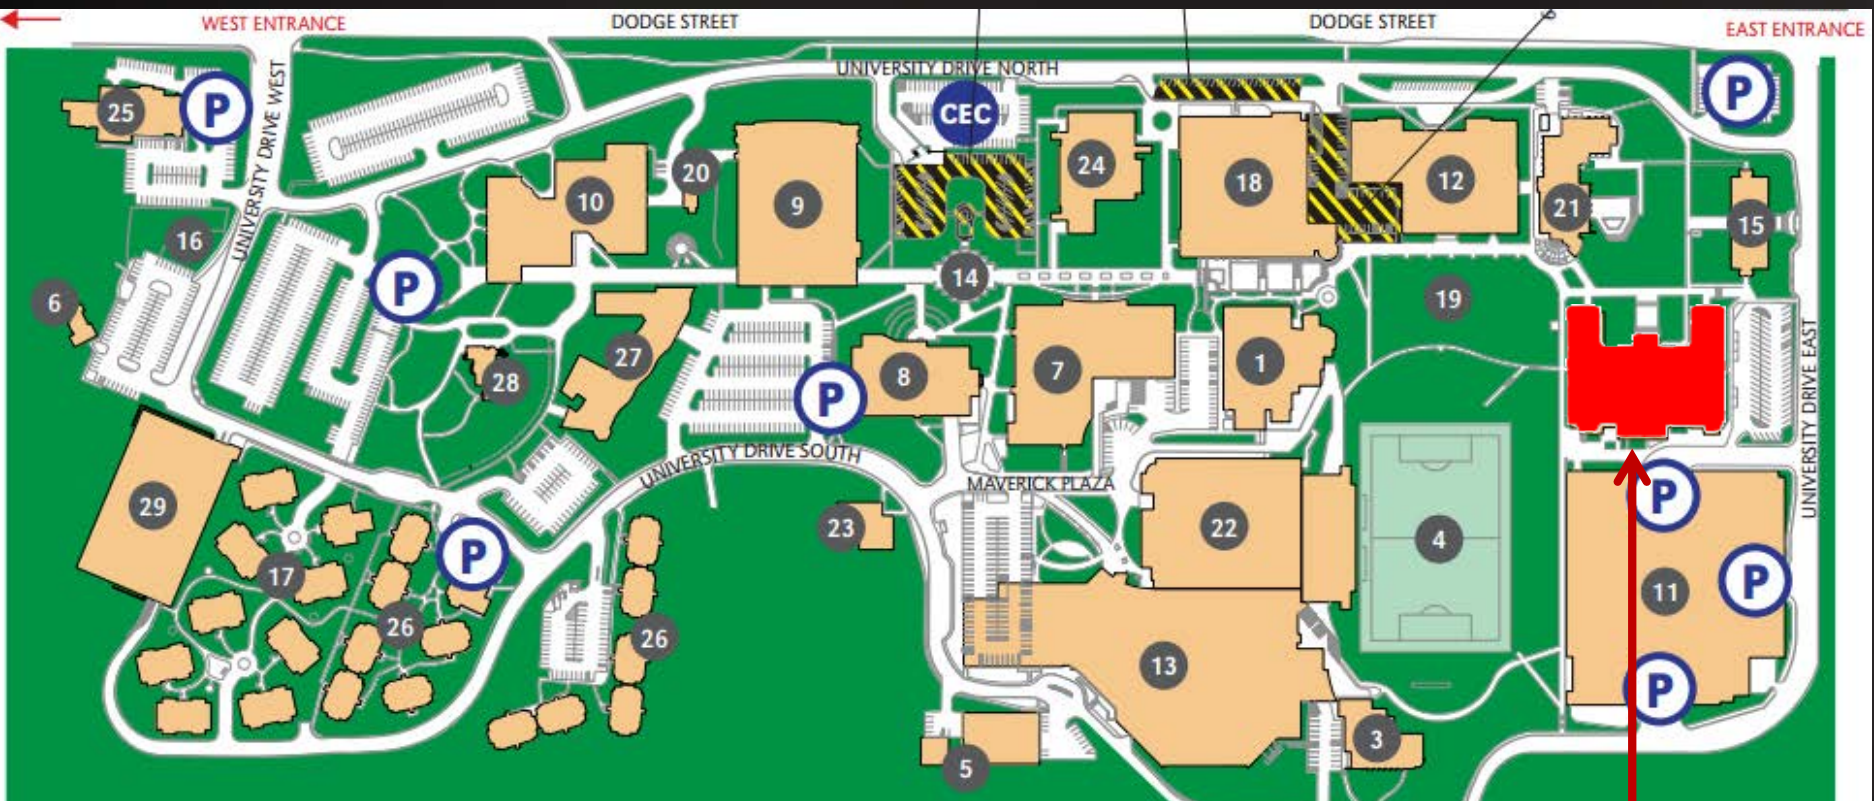 WEST ENTRANCE
DODGE STREET
DODGE STREET
EAST ENTRANCE
UNIVERSITY DRIVE NORTH
UNIVERSITY DRIVE WEST
25
P
CEC
P
20
24
18
12
10
9
21
15
16
14
6
P
19
27
28
8
7
1
P
UNIVERSITY DRIVE EAST
UNIVERSITY DRIVE SOUTH
MAVERICK PLAZA
P
29
23
22
4
P
17
P
11
26
26
13
P
3
5